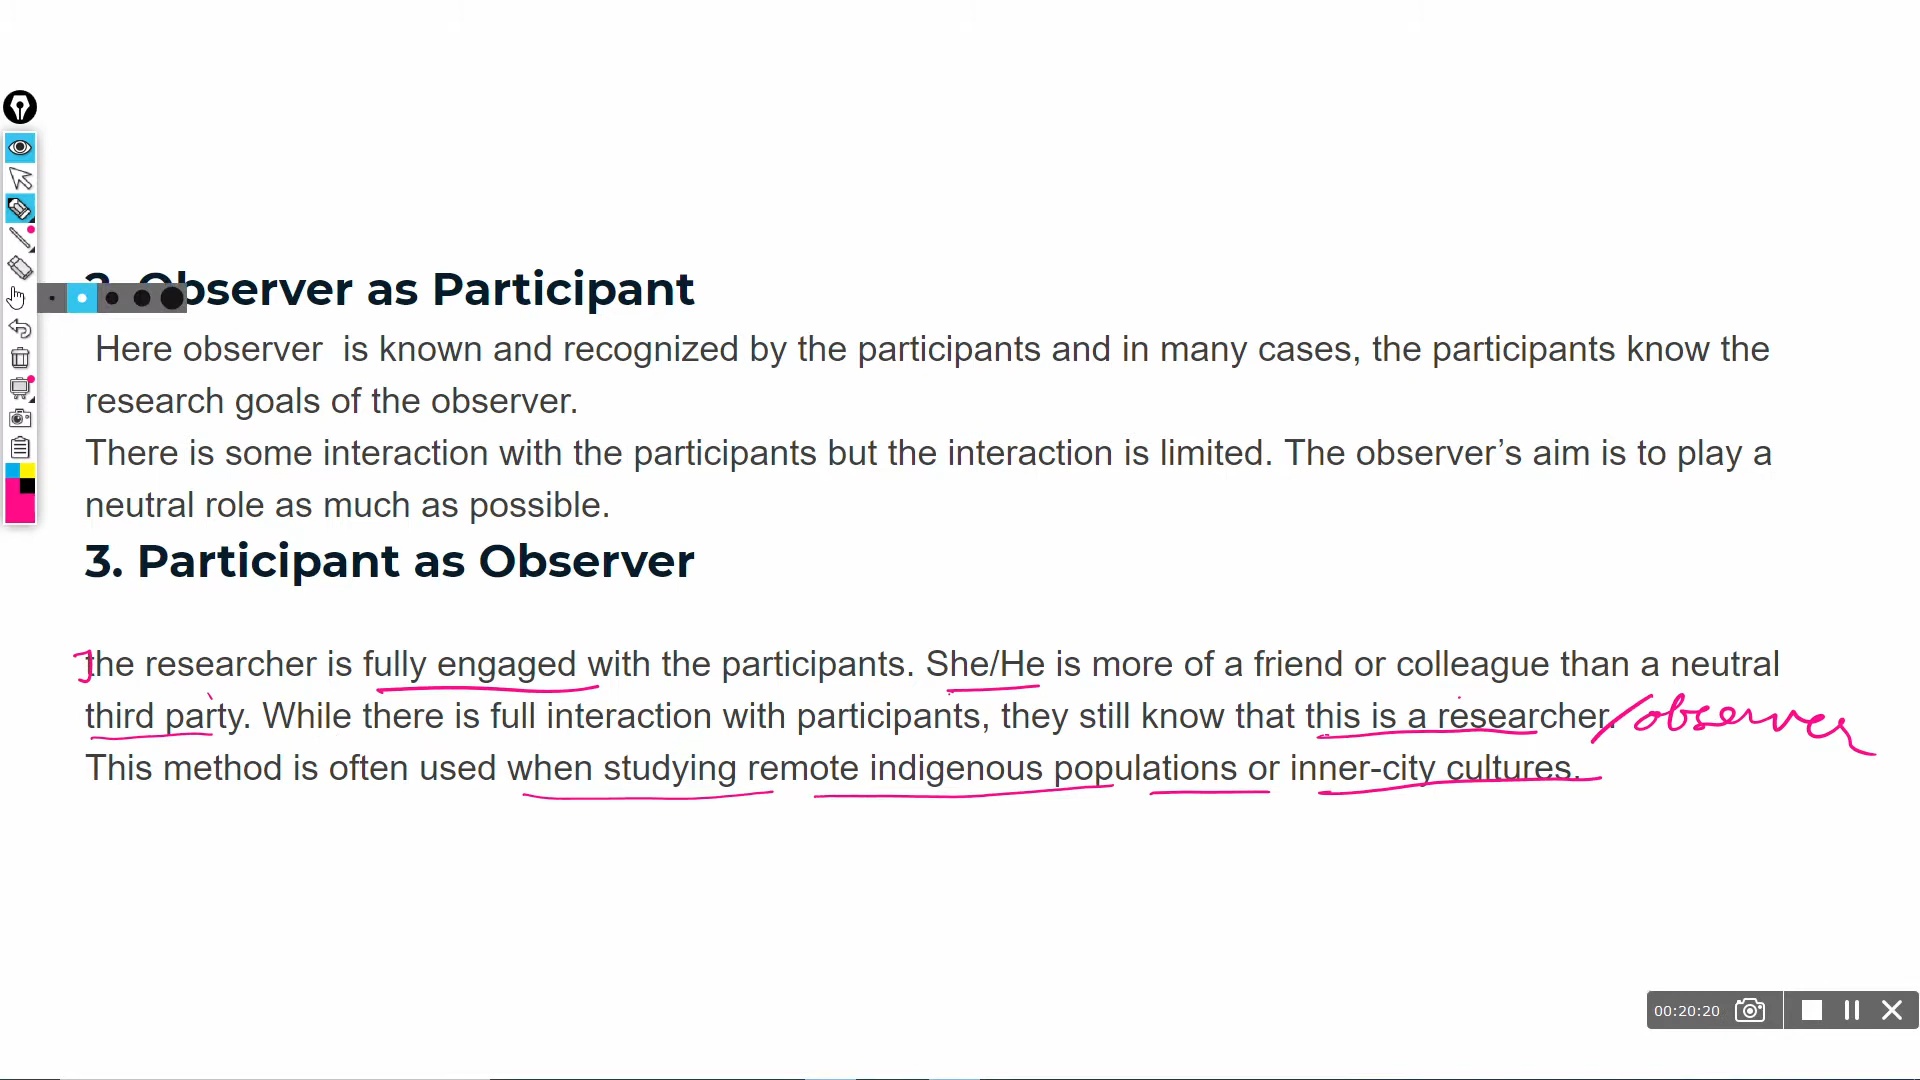 Observer as Participant
Here observer  is known and recognized by the participants and in many cases, the participants know the
research goals of the observer.
There is some interaction with the participants but the interaction is limited. The observer’s aim is to play a
neutral role as much as possible.
3. Participant as Observer
the researcher is fully engaged with the participants. She/He is more of a friend or colleague than a neutral
third party. While there is full interaction with participants, they still know that this is a researcher. /observer
This method is often used when studying remote indigenous populations or inner-city cultures.
00:20:20